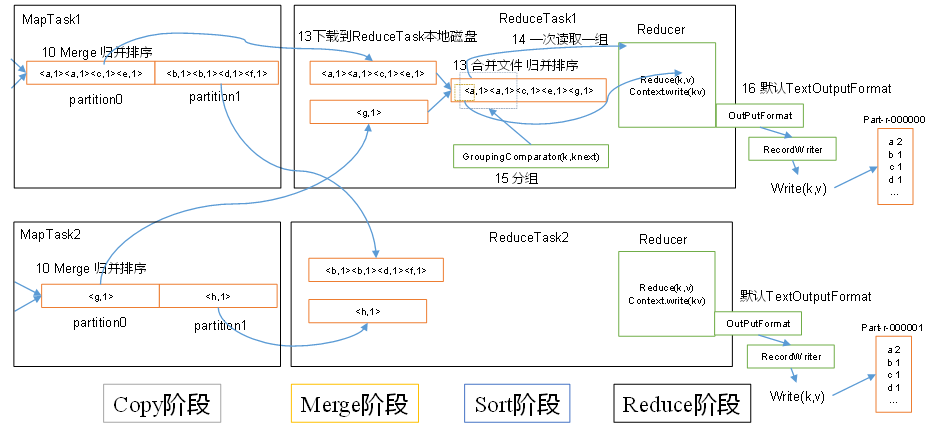 MapTask1
10 Merge 归并排序
<a,1><a,1><c,1><e,1>
<b,1><b,1><d,1><f,1>
partition0
partition1
ReduceTask1
13下载到ReduceTask本地磁盘
<a,1><a,1><c,1><e,1>
<g,1>
14 一次读取一组
13 合并文件 归并排序
<a,1><a,1><c,1><e,1><g,1>
GroupingComparator(k,knext)
15 分组
Reducer
Reduce(k,v)
Context.write(kv)
16 默认TextOutputFormat
OutPutFormat
RecordWriter
Write(k,v)
Part-r-000000
a 2
b 1
c 1
d 1
...
MapTask2
10 Merge 归并排序
<g,1>
<h,1>
partition0
partition1
ReduceTask2
<b,1><b,1><d,1><f,1>
<h,1>
Reducer
Reduce(k,v)
Context.write(kv)
默认TextOutputFormat
OutPutFormat
RecordWriter
Write(k,v)
Part-r-000001
a 2
b 1
c 1
d 1
...
Copy阶段
Merge阶段
Sort阶段
Reduce阶段